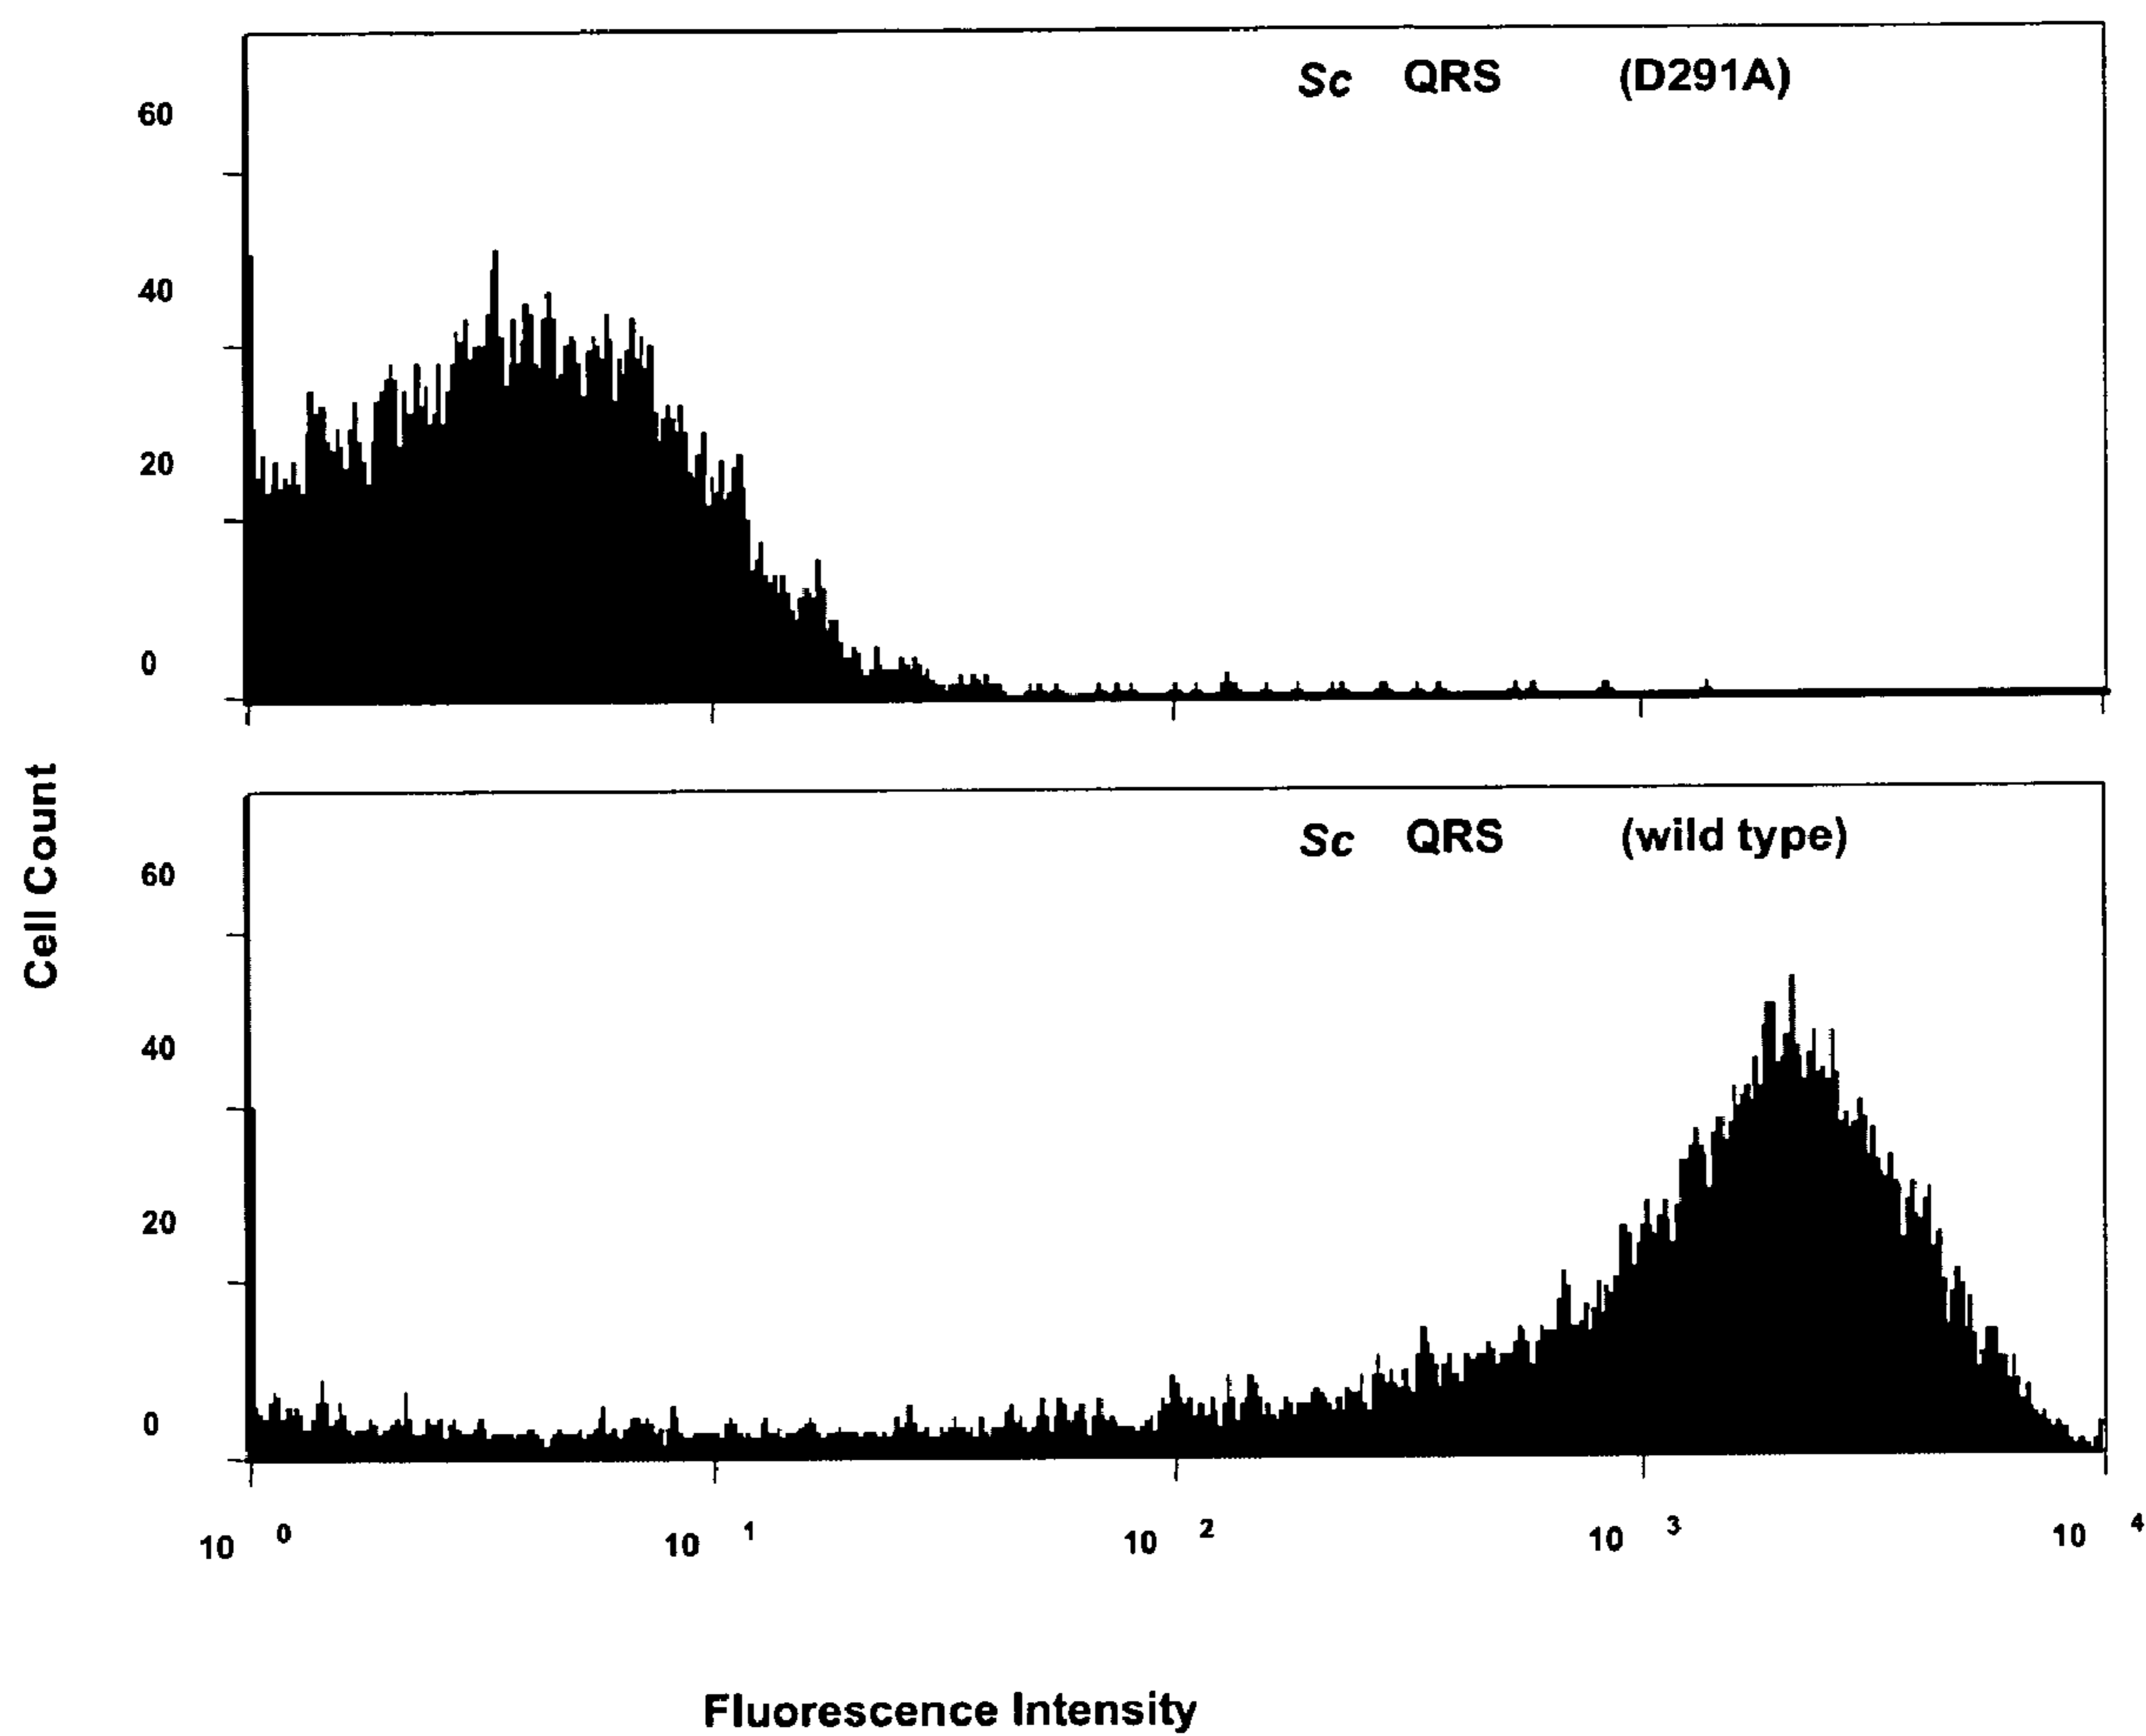 Sc QRS (D291A)
60
40
20
0
Cell Count
Sc QRS (wild type)
60
40
20
0
10 0 10 1 10 2 10 3 10 4
Fluorescence Intensity